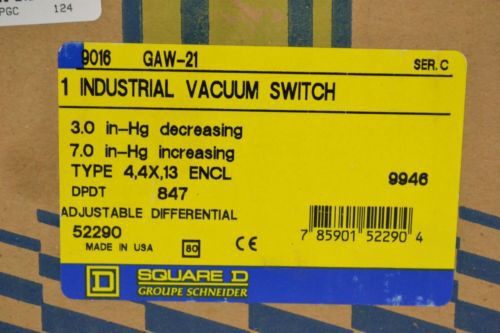 PGC 124
9016 GAW-21 SER. C
1 INDUSTRIAL VACUUM SWITCH
3.0 in-Hg decreasing
7.0 in-Hg increasing
TYPE 4,4X,13 ENCL 9946
DPDT 847
ADJUSTABLE DIFFERENTIAL
52290
MADE IN USA 80 CE
7 85901 52290 4
D SQUARE D
GROUPE SCHNEIDER